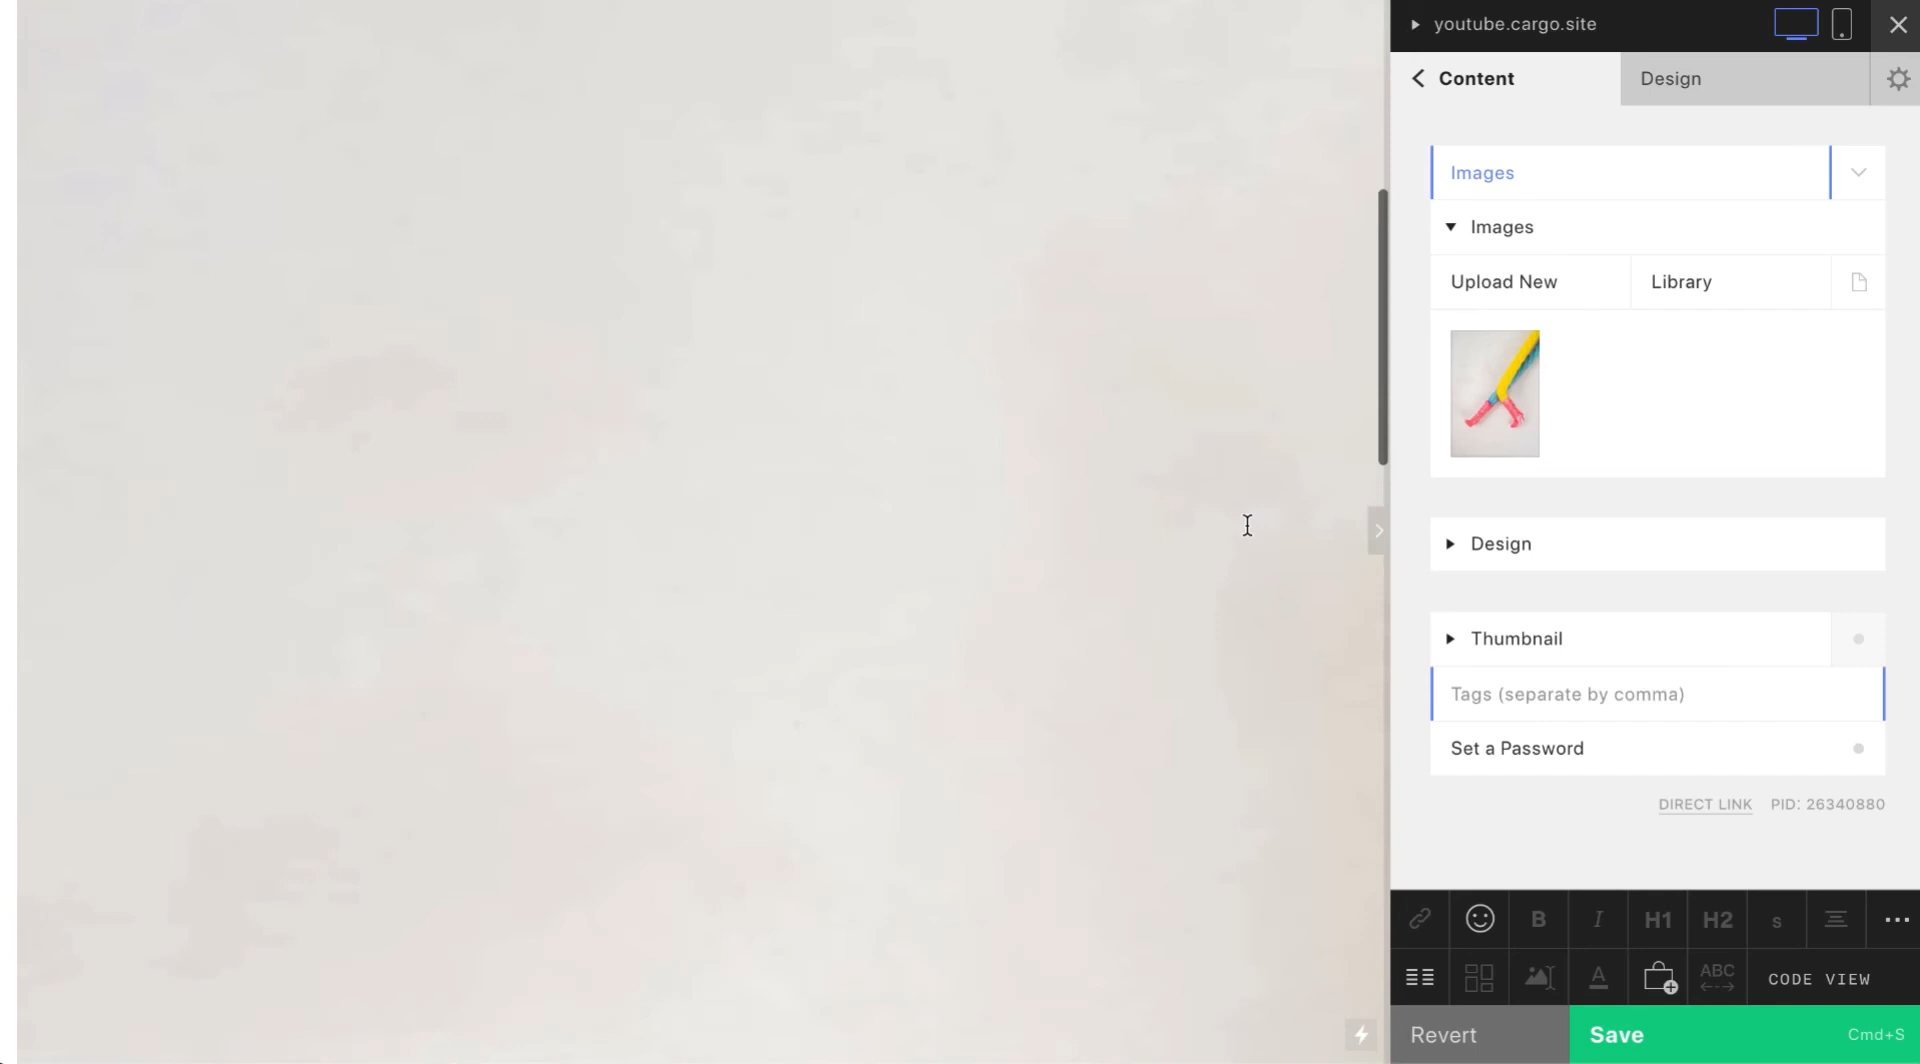 youtube.cargo.site
Content
Design
Images
Images
Upload New
Library
Design
Thumbnail
Tags (separate by comma)
Set a Password
DIRECT LINK PID: 26340880
B I H1 H2 s
A ABC CODE VIEW
Revert
Save Cmd+S